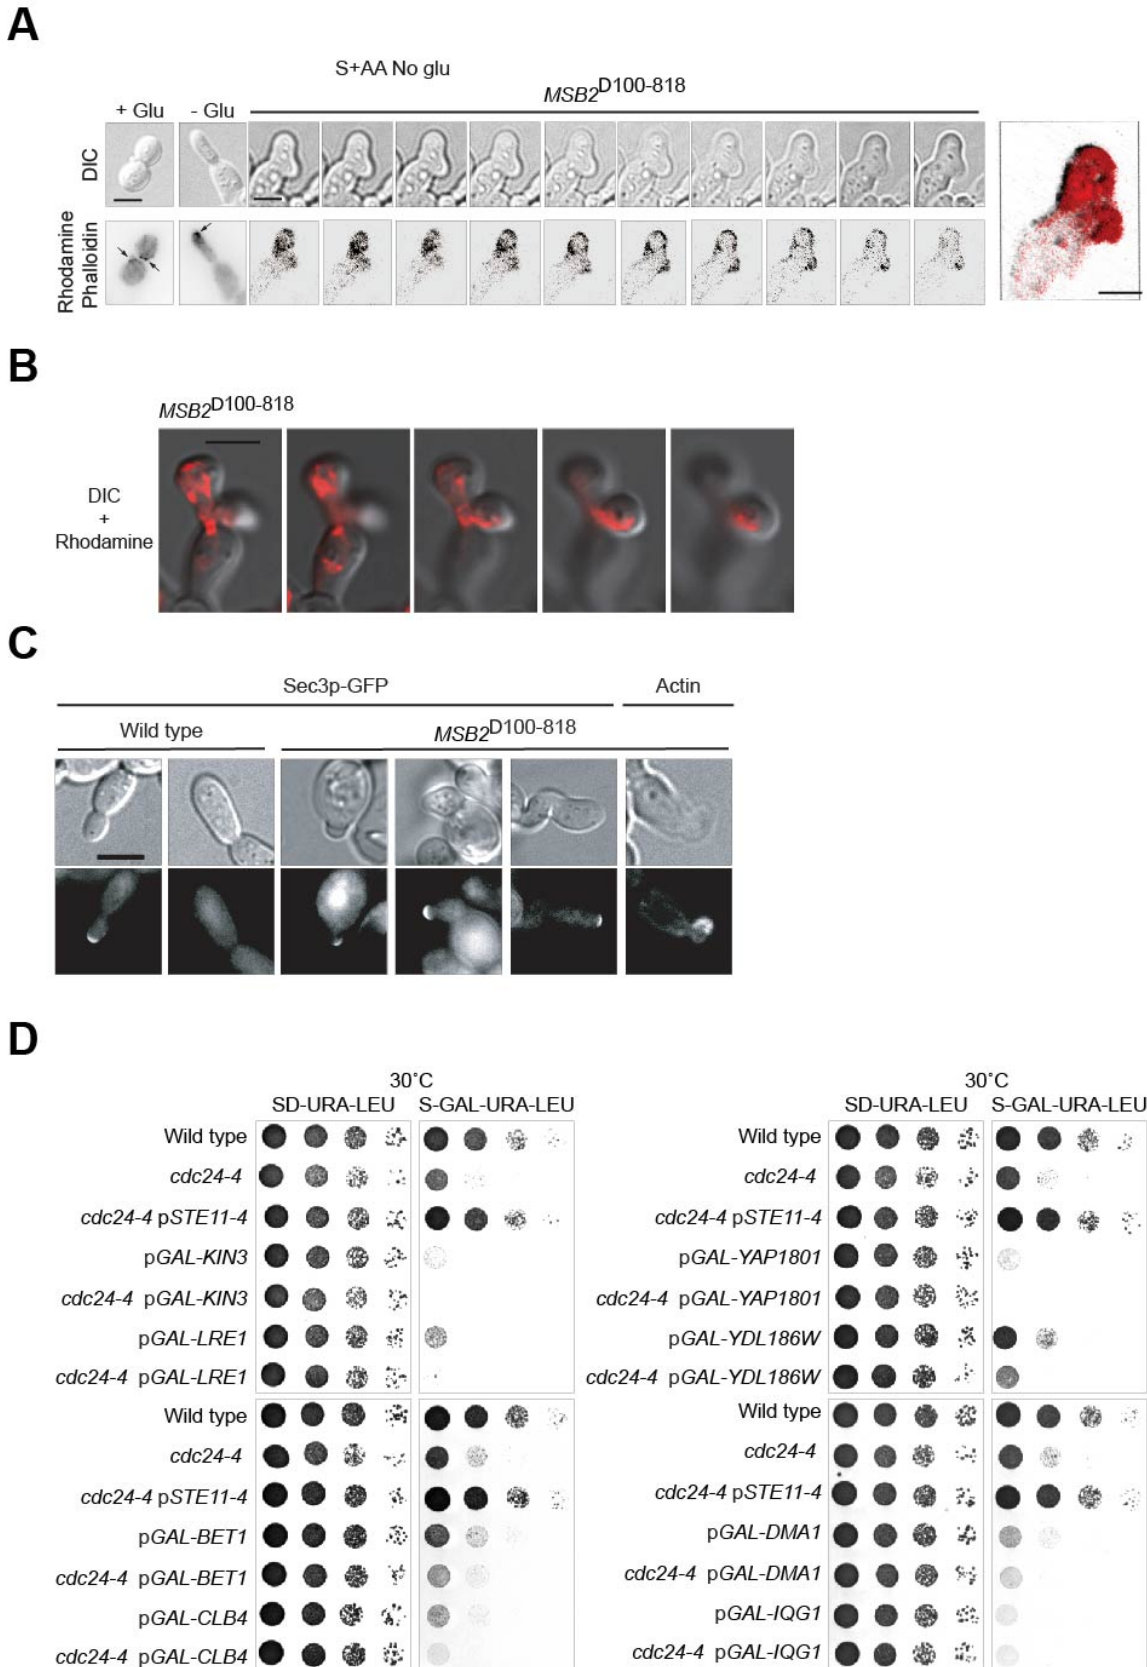 A
S+AA No glu
MSB2D100-818
+ Glu
- Glu
DIC
Rhodamine
Phalloidin
B
MSB2D100-818
DIC
+
Rhodamine
C
Sec3p-GFP
Actin
Wild type
MSB2D100-818
D
30˚C
SD-URA-LEU
S-GAL-URA-LEU
Wild type
cdc24-4
cdc24-4 pSTE11-4
pGAL-KIN3
cdc24-4 pGAL-KIN3
pGAL-LRE1
cdc24-4 pGAL-LRE1
Wild type
cdc24-4
cdc24-4 pSTE11-4
pGAL-BET1
cdc24-4 pGAL-BET1
pGAL-CLB4
cdc24-4 pGAL-CLB4
30˚C
SD-URA-LEU
S-GAL-URA-LEU
Wild type
cdc24-4
cdc24-4 pSTE11-4
pGAL-YAP1801
cdc24-4 pGAL-YAP1801
pGAL-YDL186W
cdc24-4 pGAL-YDL186W
Wild type
cdc24-4
cdc24-4 pSTE11-4
pGAL-DMA1
cdc24-4 pGAL-DMA1
pGAL-IQG1
cdc24-4 pGAL-IQG1